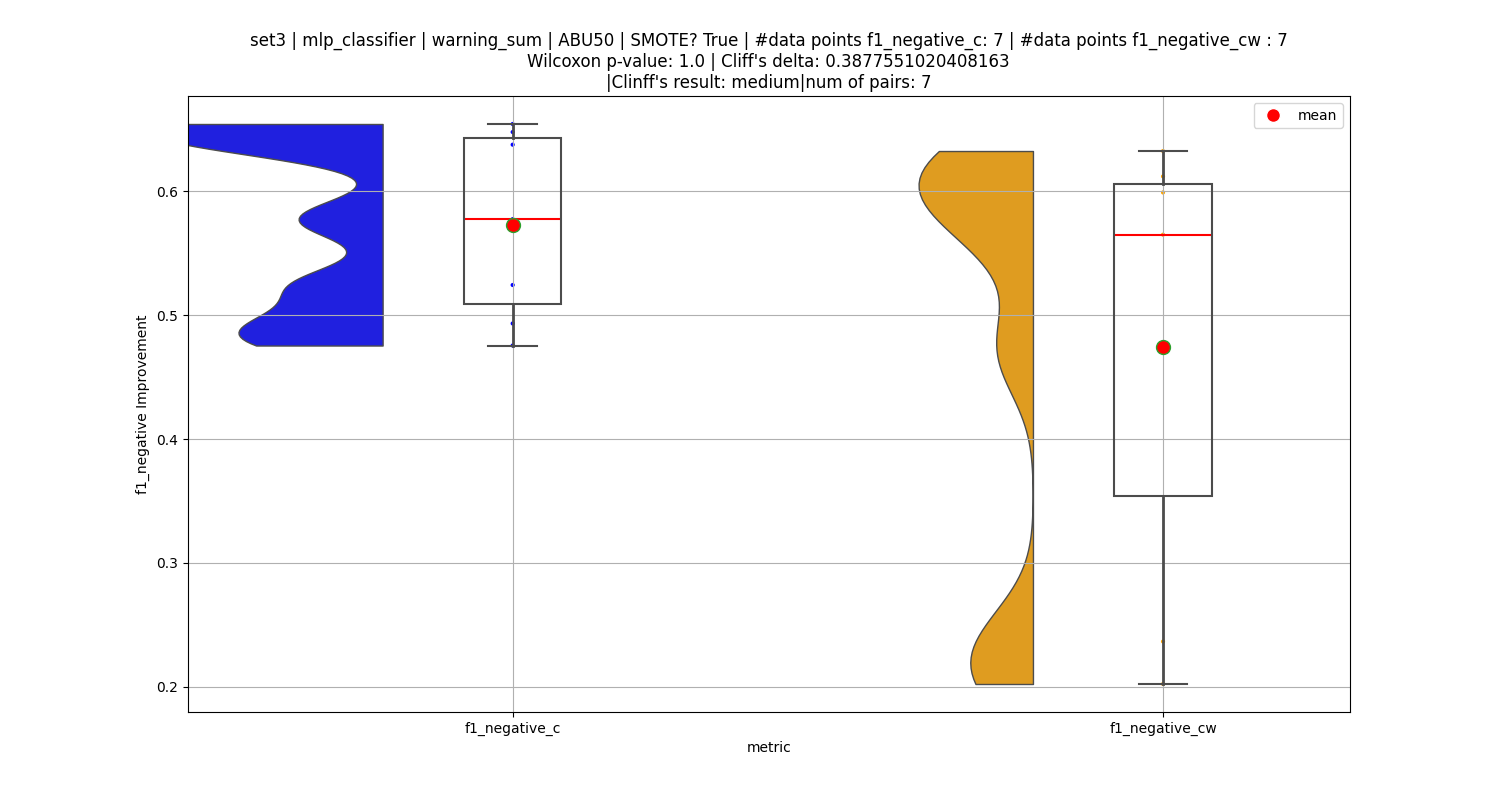 set3 | mlp_classifier | warning_sum | ABU50 | SMOTE? True | #data points f1_negative_c: 7 | #data points f1_negative_cw : 7
Wilcoxon p-value: 1.0 | Cliff's delta: 0.3877551020408163
|Clinff's result: medium|num of pairs: 7
mean
0.6
0.5
0.4
0.3
0.2
f1_negative Improvement
f1_negative_c
f1_negative_cw
metric